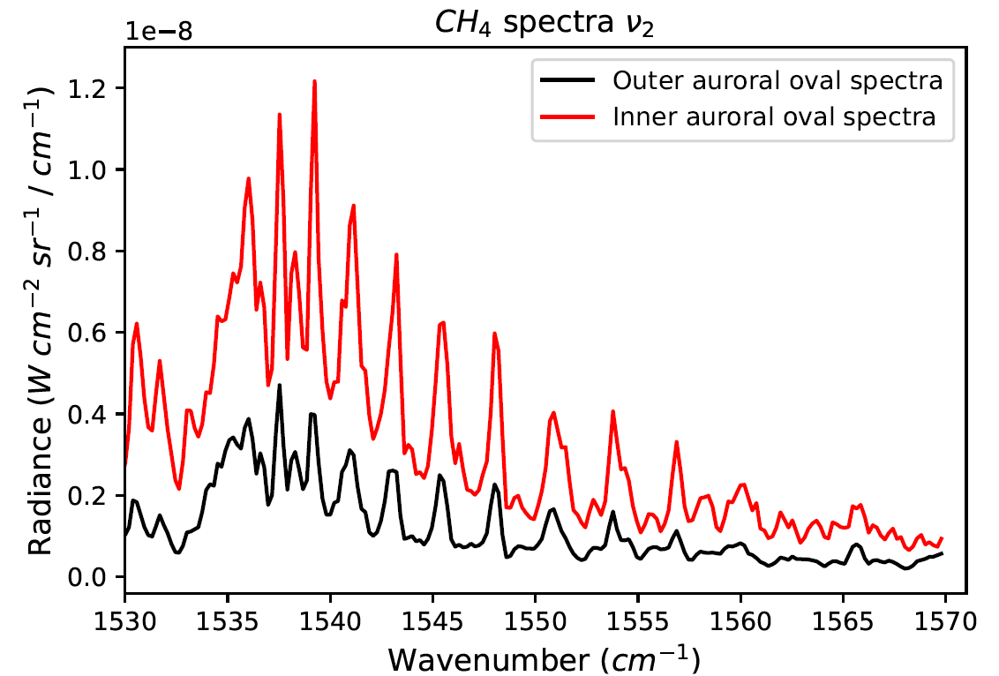 CH₄ spectra ν₂
1e−8
Outer auroral oval spectra
Inner auroral oval spectra
1.2
1.0
0.8
0.6
0.4
0.2
0.0
Radiance (W cm⁻² sr⁻¹ / cm⁻¹)
1530 1535 1540 1545 1550 1555 1560 1565 1570
Wavenumber (cm⁻¹)